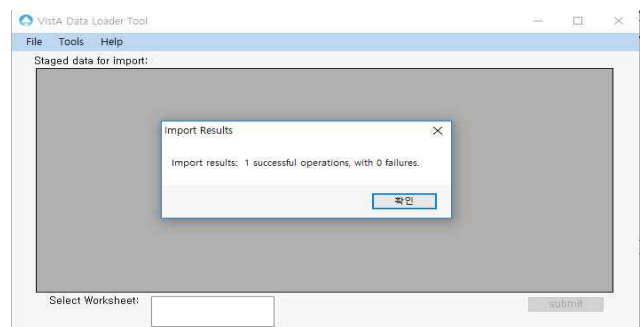 VistA Data Loader Tool
File Tools Help
Staged data for import:
Import Results
Import results: 1 successful operations, with 0 failures.
확인
Select Worksheet:
submit